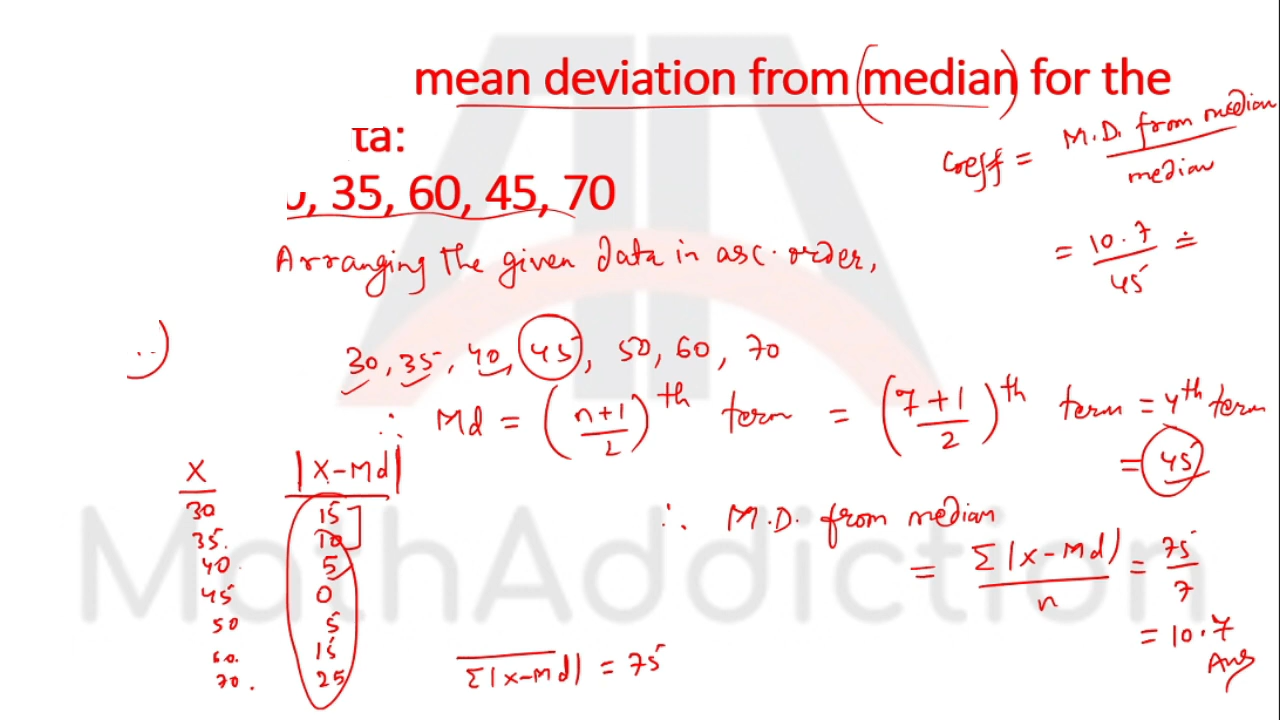 mean deviation from (median) for the
ta:
0, 35, 60, 45, 70
Coeff = M.D. from median / median
= 10.7 / 45 =
Arranging the given data in asc. order,
30, 35, 40, 45, 50, 60, 70
∴ Md = (n+1 / 2)th term = (7+1 / 2)th term = 4th term
= 45
X |X-Md|
30 15
35. 10
40. 5
45 0
50 5
60. 15
70. 25
Σ|x-Md| = 75
∴ M.D. from median
= Σ|x-Md| / n = 75 / 7
= 10.7
Ans
MathAddiction